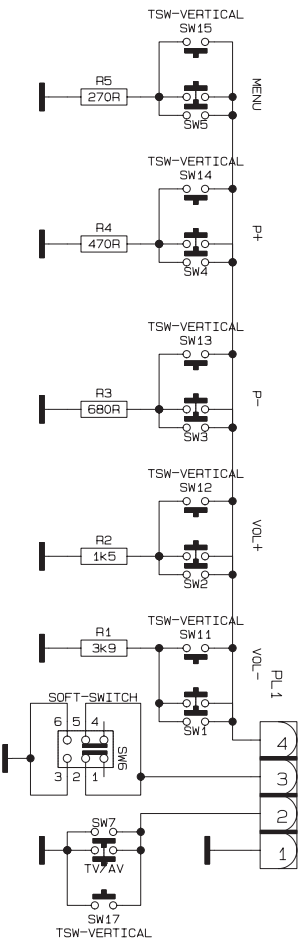 TSW-VERTICAL
SW15
R5
270R
SW5
MENU
TSW-VERTICAL
SW14
R4
470R
SW4
P+
TSW-VERTICAL
SW13
R3
680R
SW3
P-
TSW-VERTICAL
SW12
R2
1k5
SW2
VOL+
TSW-VERTICAL
SW11
R1
3k9
SW1
VOL-
PL1
4
3
2
1
SOFT-SWITCH
6 5 4
SW6
3 2 1
SW7
TV/AV
SW17
TSW-VERTICAL